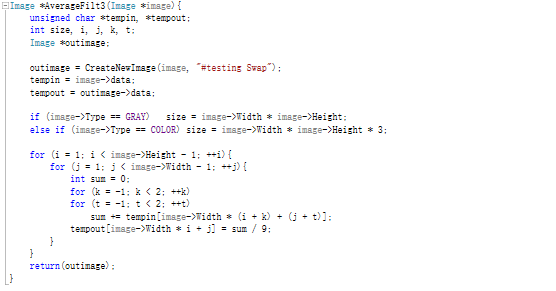 Image *AverageFilt3(Image *image){
    unsigned char *tempin, *tempout;
    int size, i, j, k, t;
    Image *outimage;

    outimage = CreateNewImage(image, "#testing Swap");
    tempin = image->data;
    tempout = outimage->data;

    if (image->Type == GRAY)   size = image->Width * image->Height;
    else if (image->Type == COLOR) size = image->Width * image->Height * 3;

    for (i = 1; i < image->Height - 1; ++i){
        for (j = 1; j < image->Width - 1; ++j){
            int sum = 0;
            for (k = -1; k < 2; ++k)
            for (t = -1; t < 2; ++t)
                sum += tempin[image->Width * (i + k) + (j + t)];
            tempout[image->Width * i + j] = sum / 9;
        }
    }
    return(outimage);
}